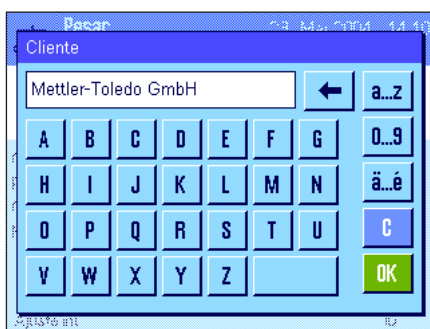 Pesar
Cliente
Mettler-Toledo GmbH
a...z
A B C D E F G 0...9
H I J K L M N ä...é
O P Q R S T U C
V W X Y Z OK